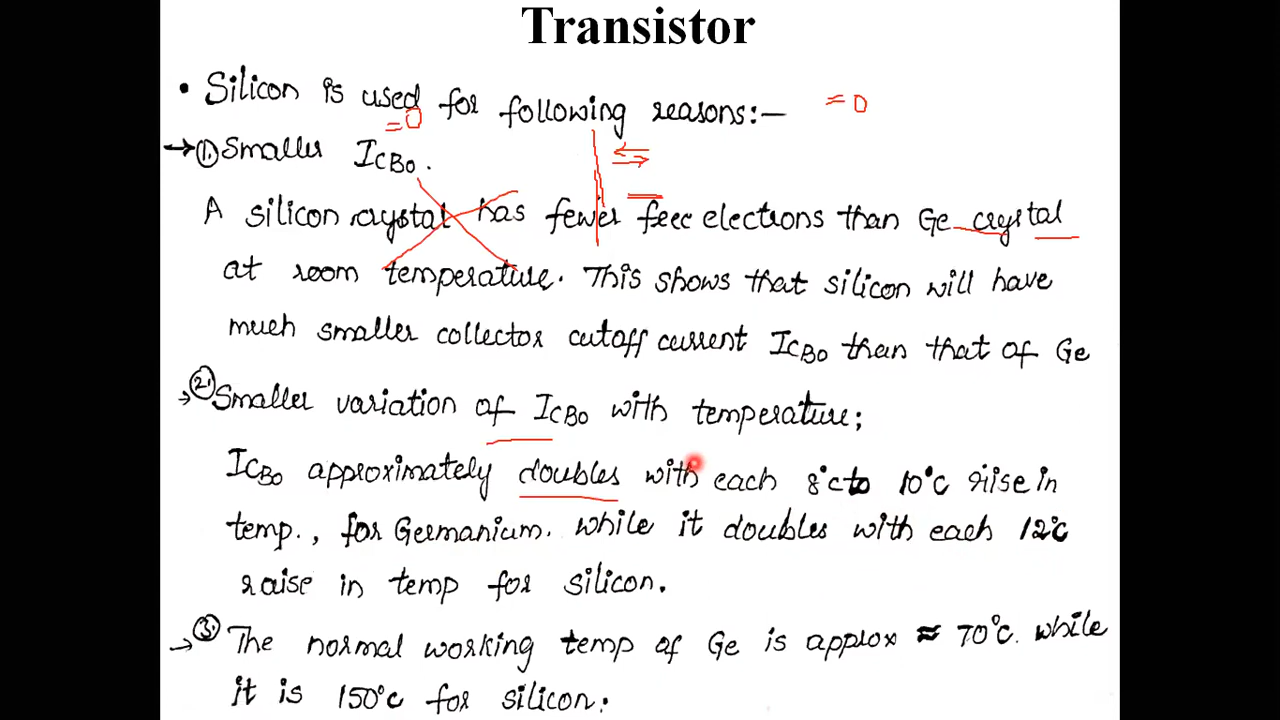 Transistor
• Silicon is used for following reasons:—
= 0
= 0
→ 1. Smaller ICBO.
A silicon crystal has fewer free electrons than Ge crystal
at room temperature. This shows that silicon will have
much smaller collector cutoff current ICBO than that of Ge
→ 2. Smaller variation of ICBO with temperature;
ICBO approximately doubles with each 8°c to 10°c riise in
temp., for Germanium. while it doubles with each 12°c
raise in temp for silicon.
→ 3. The normal working temp of Ge is approx ≈ 70°c. while
it is 150°c for silicon.